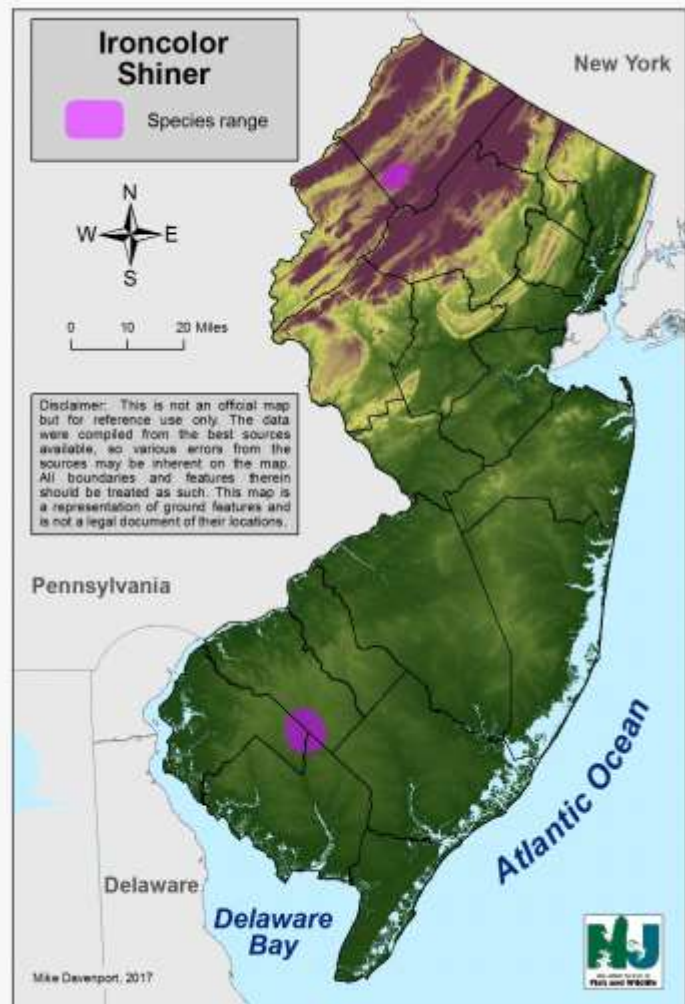 Ironcolor
Shiner
Species range
New York
N
W E
S
0 10 20 Miles
Disclaimer: This is not an official map
but for reference use only. The data
were compiled from the best sources
available, so various errors from the
sources may be inherent on the map.
All boundaries and features therein
should be treated as such. This map is
a representation of ground features and
is not a legal document of their locations.
Pennsylvania
Atlantic Ocean
Delaware
Delaware
Bay
Mike Davenport, 2017
NJ
Fish and Wildlife